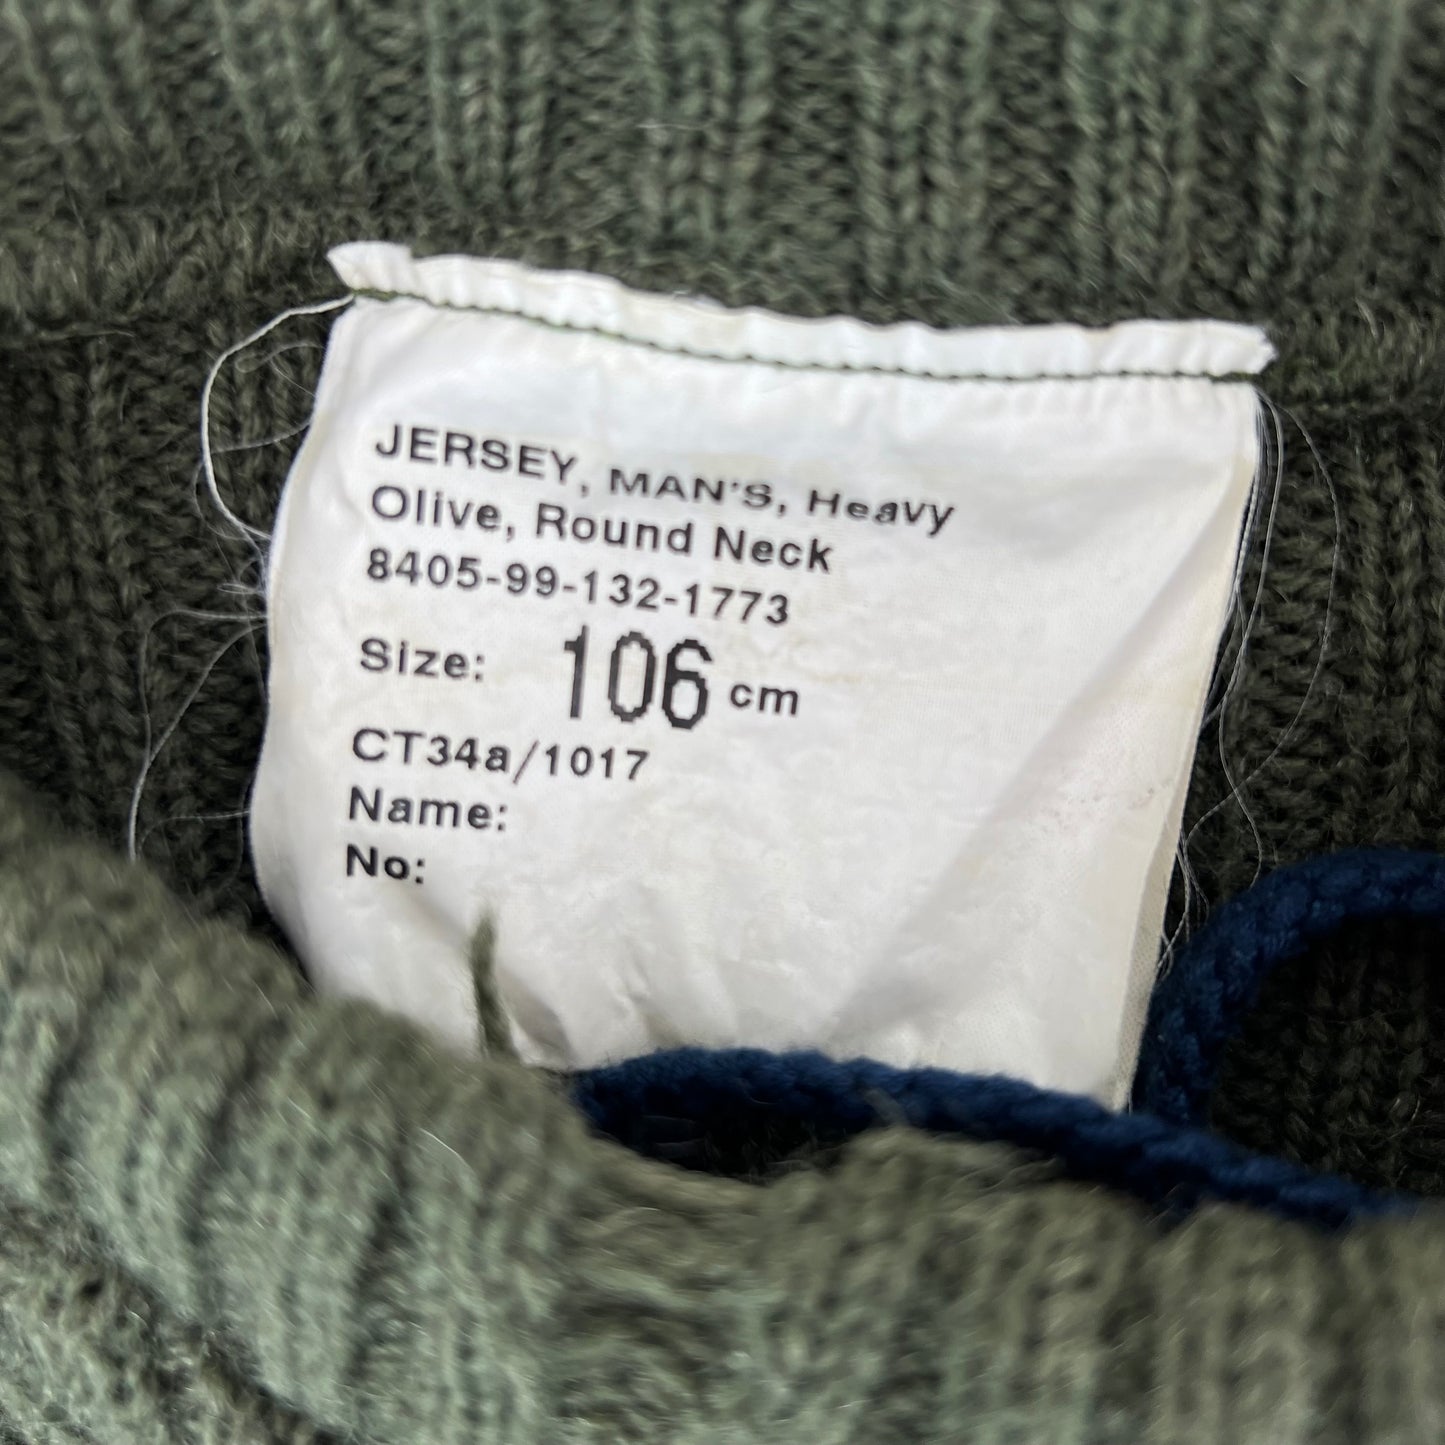 JERSEY, MAN'S, Heavy
Olive, Round Neck
8405-99-132-1773
Size: 106 cm
CT34a/1017
Name:
No: